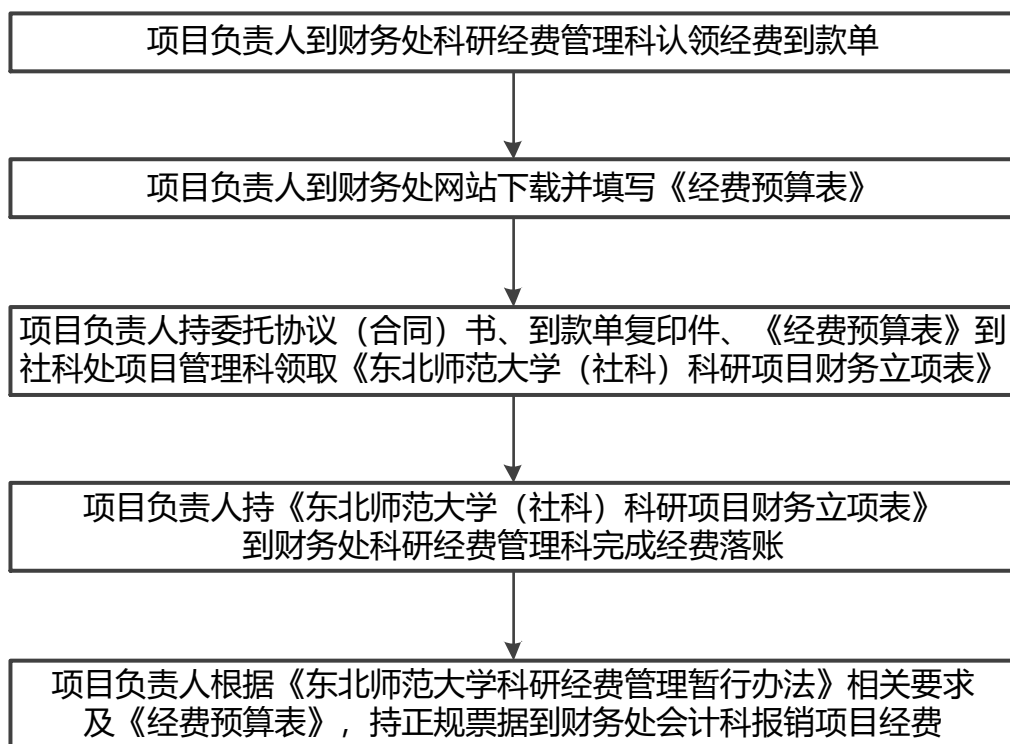 项目负责人到财务处科研经费管理科认领经费到款单
项目负责人到财务处网站下载并填写《经费预算表》
项目负责人持委托协议（合同）书、到款单复印件、《经费预算表》到
社科处项目管理科领取《东北师范大学（社科）科研项目财务立项表》
项目负责人持《东北师范大学（社科）科研项目财务立项表》
到财务处科研经费管理科完成经费落账
项目负责人根据《东北师范大学科研经费管理暂行办法》相关要求
及《经费预算表》，持正规票据到财务处会计科报销项目经费